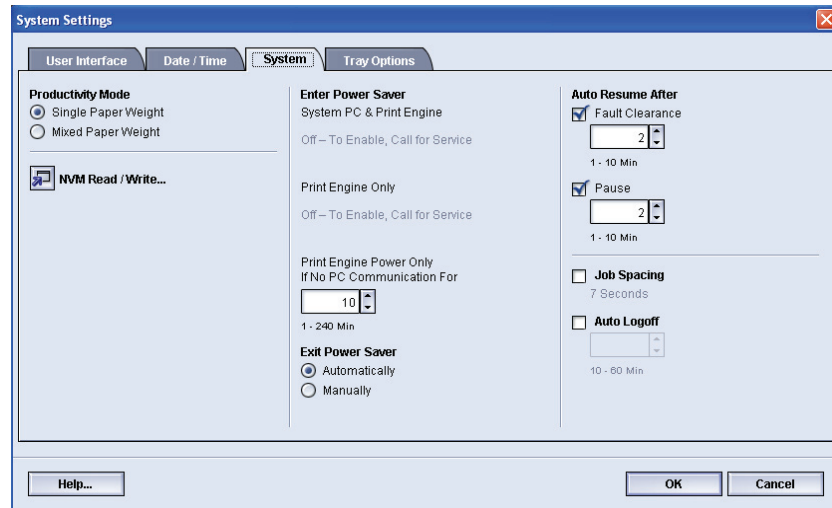 System Settings
User Interface
Date / Time
System
Tray Options
Productivity Mode
Single Paper Weight
Mixed Paper Weight
NVM Read / Write...
Enter Power Saver
System PC & Print Engine
Off – To Enable, Call for Service
Print Engine Only
Off – To Enable, Call for Service
Print Engine Power Only
If No PC Communication For
10
1 - 240 Min
Exit Power Saver
Automatically
Manually
Auto Resume After
Fault Clearance
2
1 - 10 Min
Pause
2
1 - 10 Min
Job Spacing
7 Seconds
Auto Logoff
10 - 60 Min
Help...
OK
Cancel